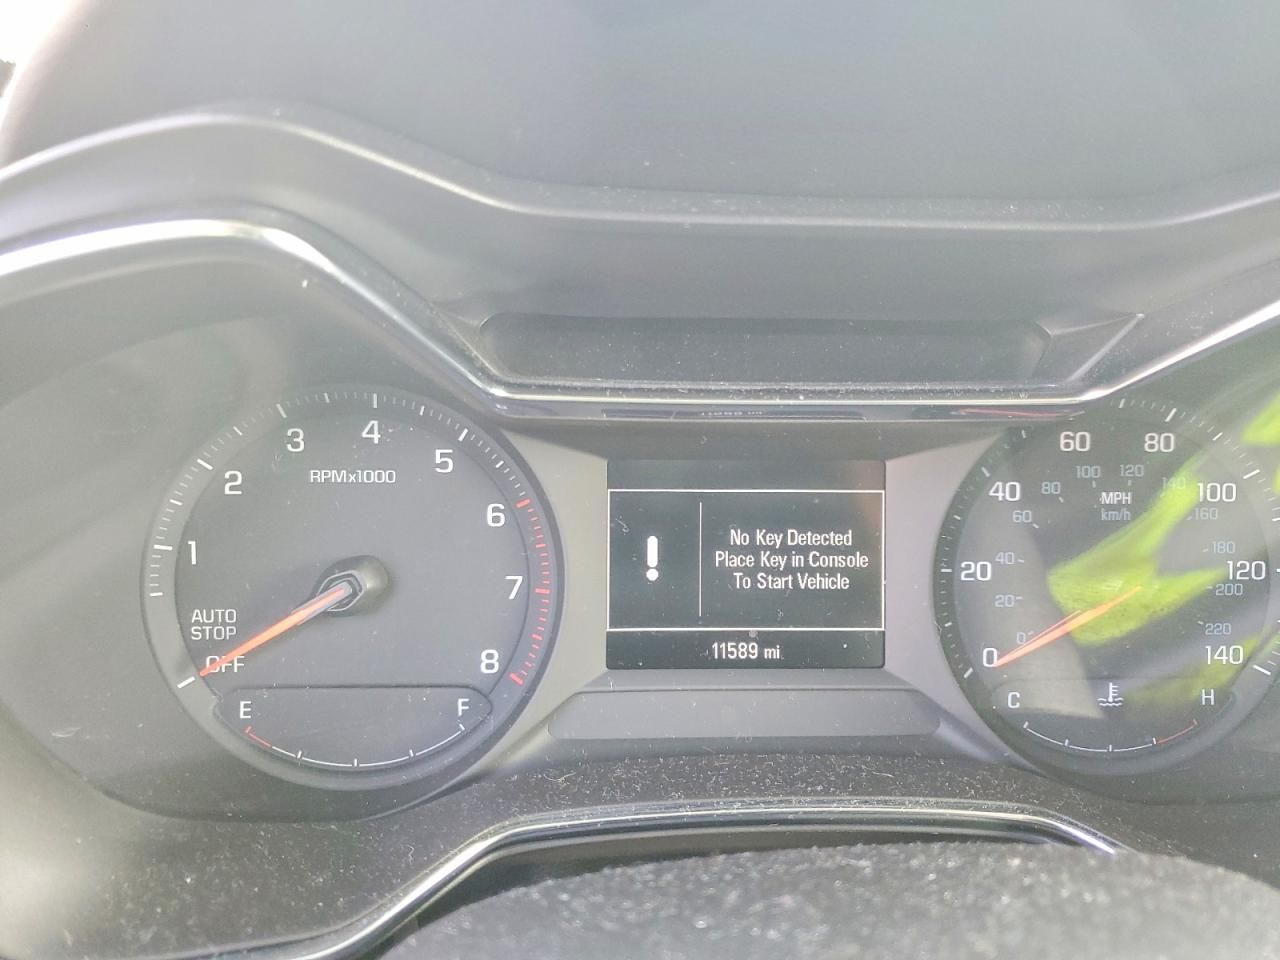 1
2
3
4
5
6
7
8
RPMx1000
AUTO
STOP
OFF
E
F
No Key Detected
Place Key in Console
To Start Vehicle
11589 mi
0
20
40
60
80
100
120
140
MPH
km/h
0
20
40
60
80
100
120
140
160
180
200
220
C
H